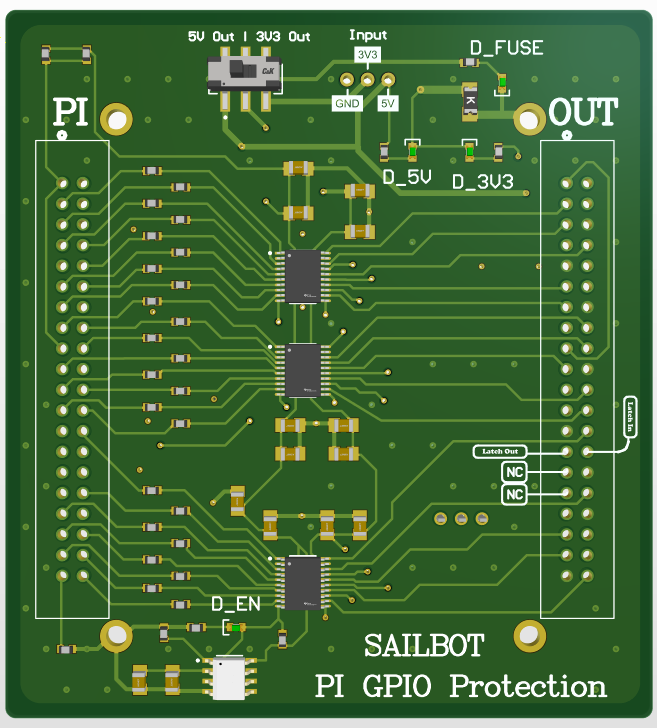 5V Out | 3V3 Out
Input
3V3
GND
5V
C&K
D_FUSE
K
PI
OUT
D_5V
D_3V3
Latch In
Latch Out
NC
NC
D_EN
SAILBOT
PI GPIO Protection